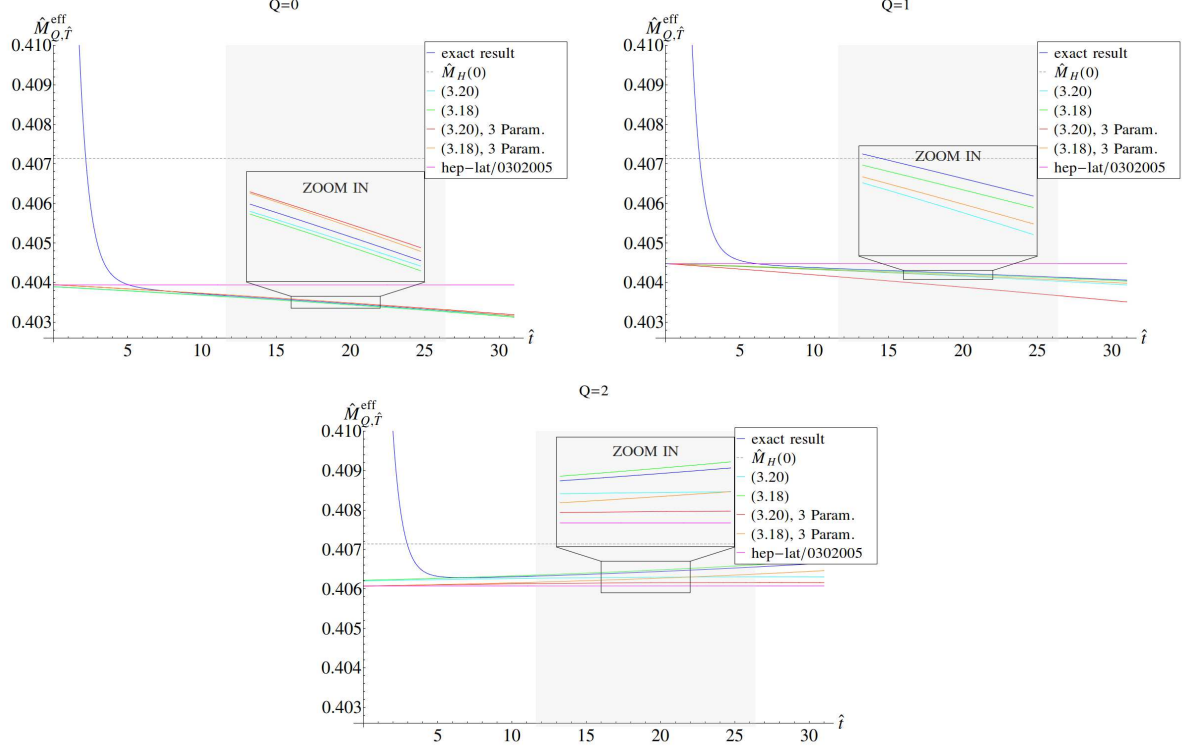 Q=0
M̂^eff_Q,T̂
0.410
0.409
0.408
0.407
0.406
0.405
0.404
0.403
5
10
15
20
25
30
t̂
exact result
M̂_H(0)
(3.20)
(3.18)
(3.20), 3 Param.
(3.18), 3 Param.
hep-lat/0302005
ZOOM IN
Q=1
M̂^eff_Q,T̂
0.410
0.409
0.408
0.407
0.406
0.405
0.404
0.403
5
10
15
20
25
30
t̂
exact result
M̂_H(0)
(3.20)
(3.18)
(3.20), 3 Param.
(3.18), 3 Param.
hep-lat/0302005
ZOOM IN
Q=2
M̂^eff_Q,T̂
0.410
0.409
0.408
0.407
0.406
0.405
0.404
0.403
5
10
15
20
25
30
t̂
exact result
M̂_H(0)
(3.20)
(3.18)
(3.20), 3 Param.
(3.18), 3 Param.
hep-lat/0302005
ZOOM IN